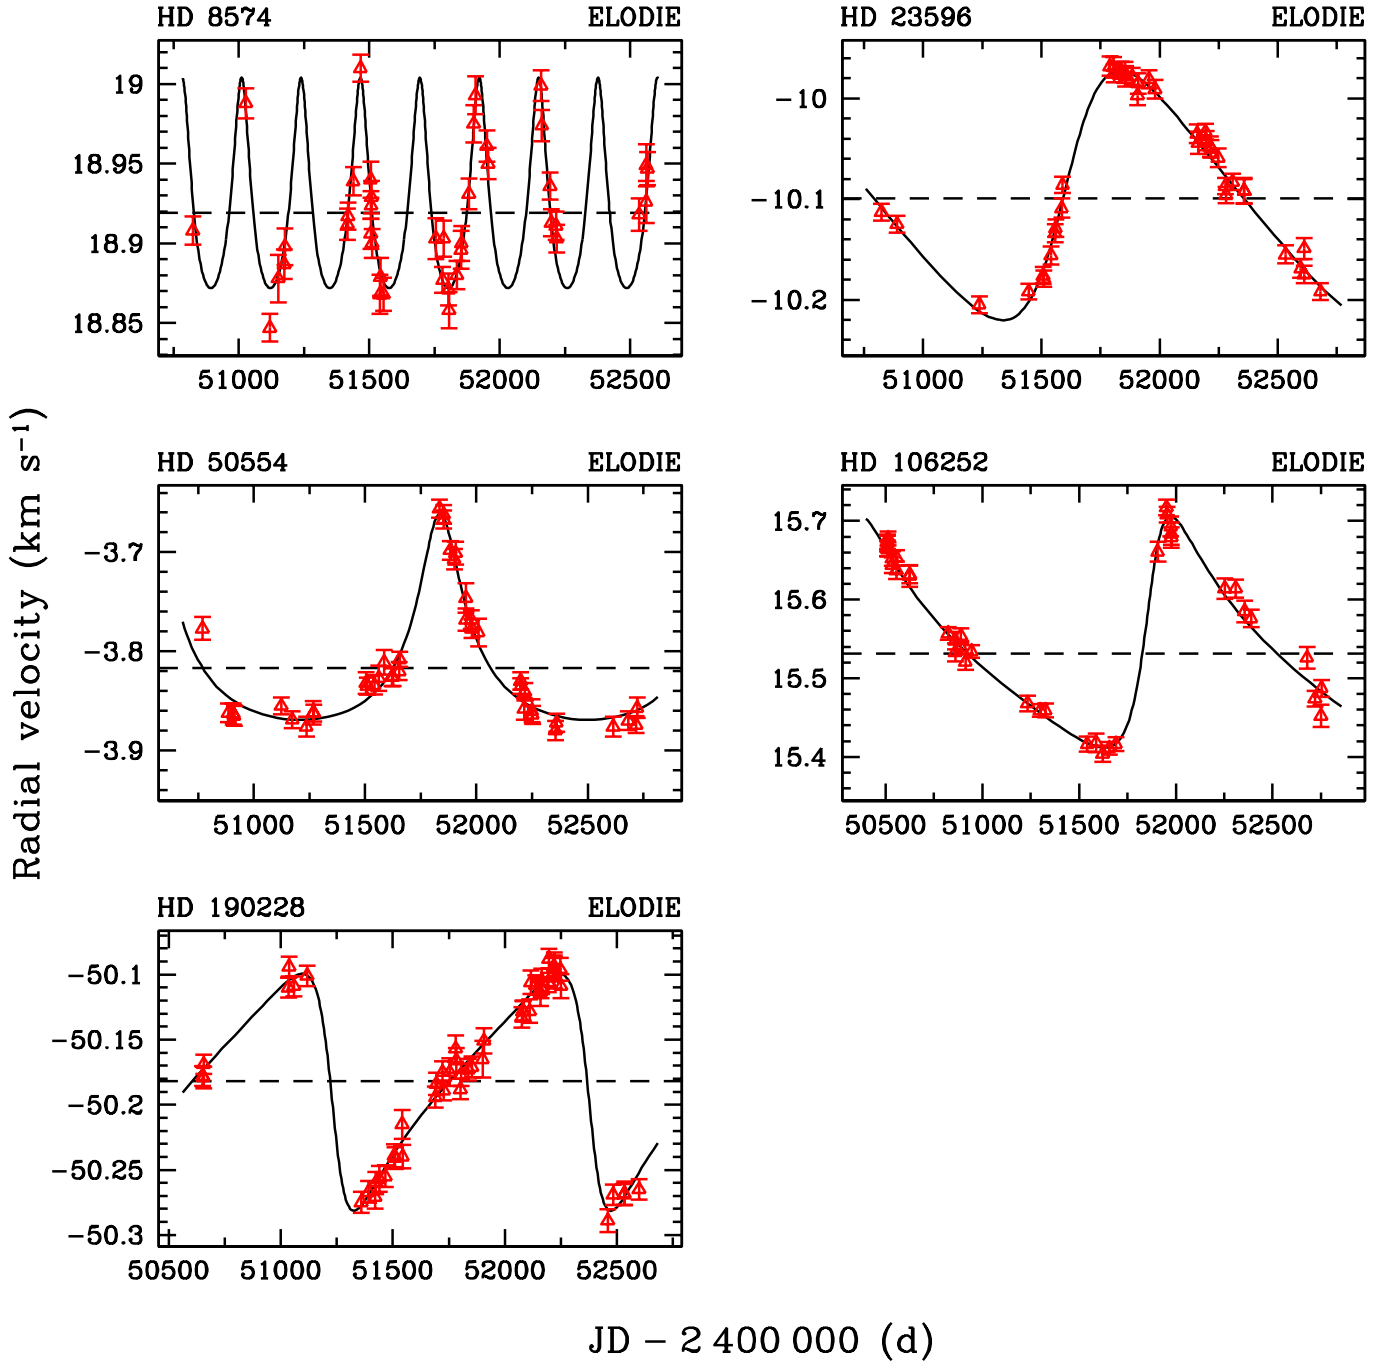 HD 8574 ELODIE
19
18.95
18.9
18.85
51000 51500 52000 52500
HD 23596 ELODIE
−10
−10.1
−10.2
51000 51500 52000 52500
HD 50554 ELODIE
−3.7
−3.8
−3.9
51000 51500 52000 52500
HD 106252 ELODIE
15.7
15.6
15.5
15.4
50500 51000 51500 52000 52500
HD 190228 ELODIE
−50.1
−50.15
−50.2
−50.25
−50.3
50500 51000 51500 52000 52500
Radial velocity (km s⁻¹)
JD − 2 400 000 (d)